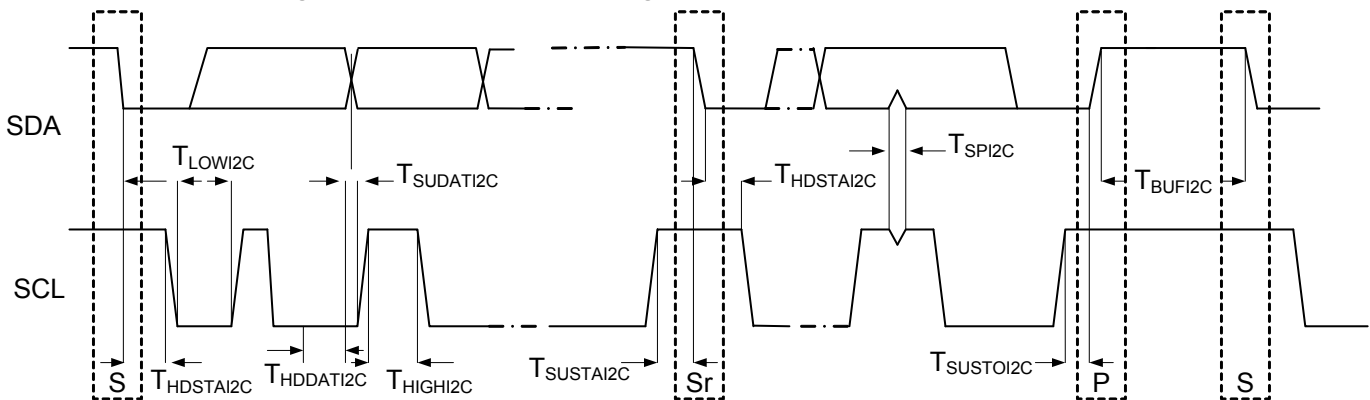 SDA
T_LOWI2C
T_SUDATI2C
T_HDSTAI2C
T_SPI2C
T_BUFI2C
SCL
S
T_HDSTAI2C
T_HDDATI2C
T_HIGHI2C
T_SUSTAI2C
Sr
T_SUSTOI2C
P
S